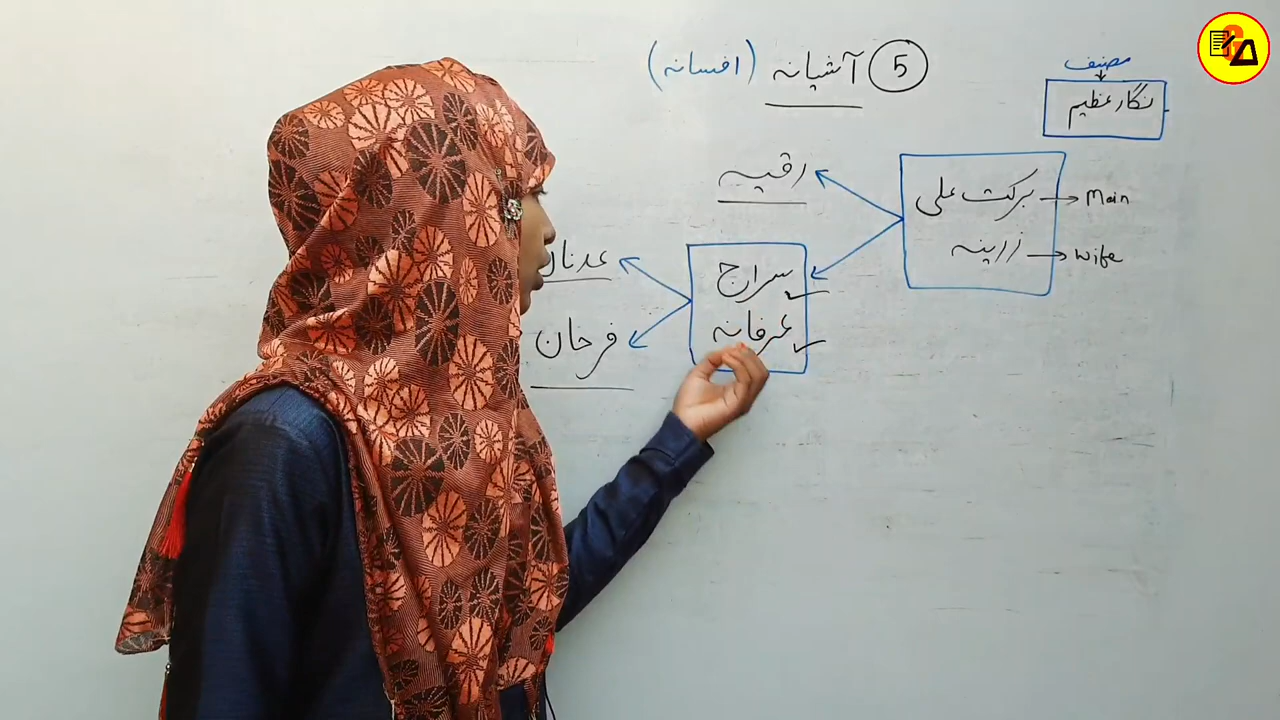 5 آشیانہ (افسانہ)
مصنف
نگار عظیم
برکت علی → Main
زرینہ → Wife
رقیہ
سراج
عرفانہ
عدنان
فرحان